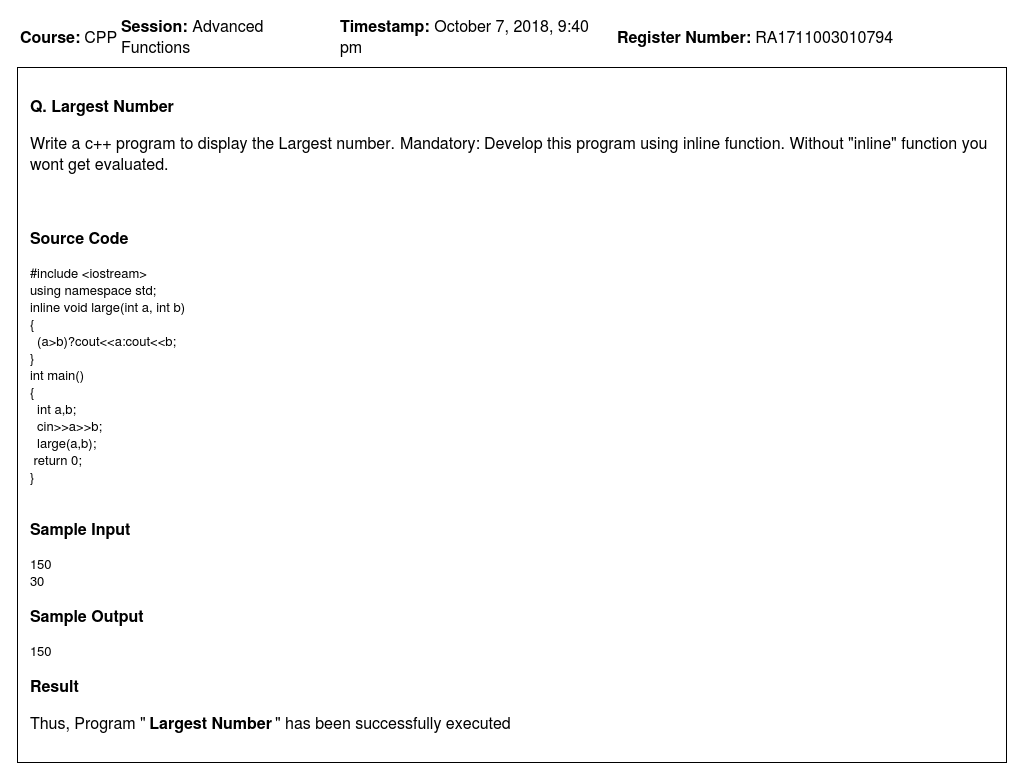 Course: CPP Session: Advanced Functions Timestamp: October 7, 2018, 9:40 pm Register Number: RA1711003010794
Q. Largest Number
Write a c++ program to display the Largest number. Mandatory: Develop this program using inline function. Without "inline" function you
wont get evaluated.
Source Code
#include <iostream>
using namespace std;
inline void large(int a, int b)
{
  (a>b)?cout<<a:cout<<b;
}
int main()
{
  int a,b;
  cin>>a>>b;
  large(a,b);
 return 0;
}
Sample Input
150
30
Sample Output
150
Result
Thus, Program " Largest Number " has been successfully executed